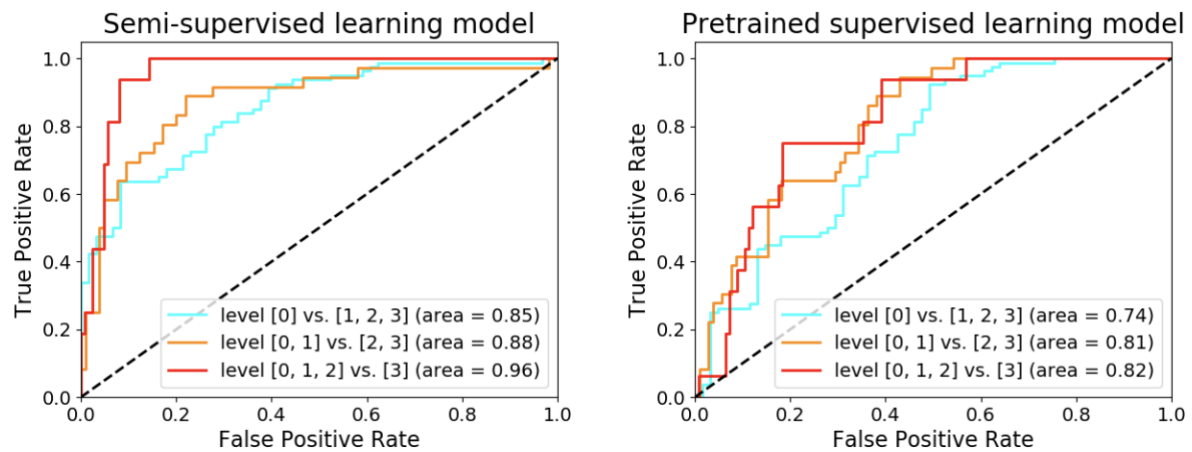 Semi-supervised learning model
1.0
0.8
0.6
0.4
0.2
0.0
True Positive Rate
level [0] vs. [1, 2, 3] (area = 0.85)
level [0, 1] vs. [2, 3] (area = 0.88)
level [0, 1, 2] vs. [3] (area = 0.96)
0.0 0.2 0.4 0.6 0.8 1.0
False Positive Rate
Pretrained supervised learning model
1.0
0.8
0.6
0.4
0.2
0.0
True Positive Rate
level [0] vs. [1, 2, 3] (area = 0.74)
level [0, 1] vs. [2, 3] (area = 0.81)
level [0, 1, 2] vs. [3] (area = 0.82)
0.0 0.2 0.4 0.6 0.8 1.0
False Positive Rate